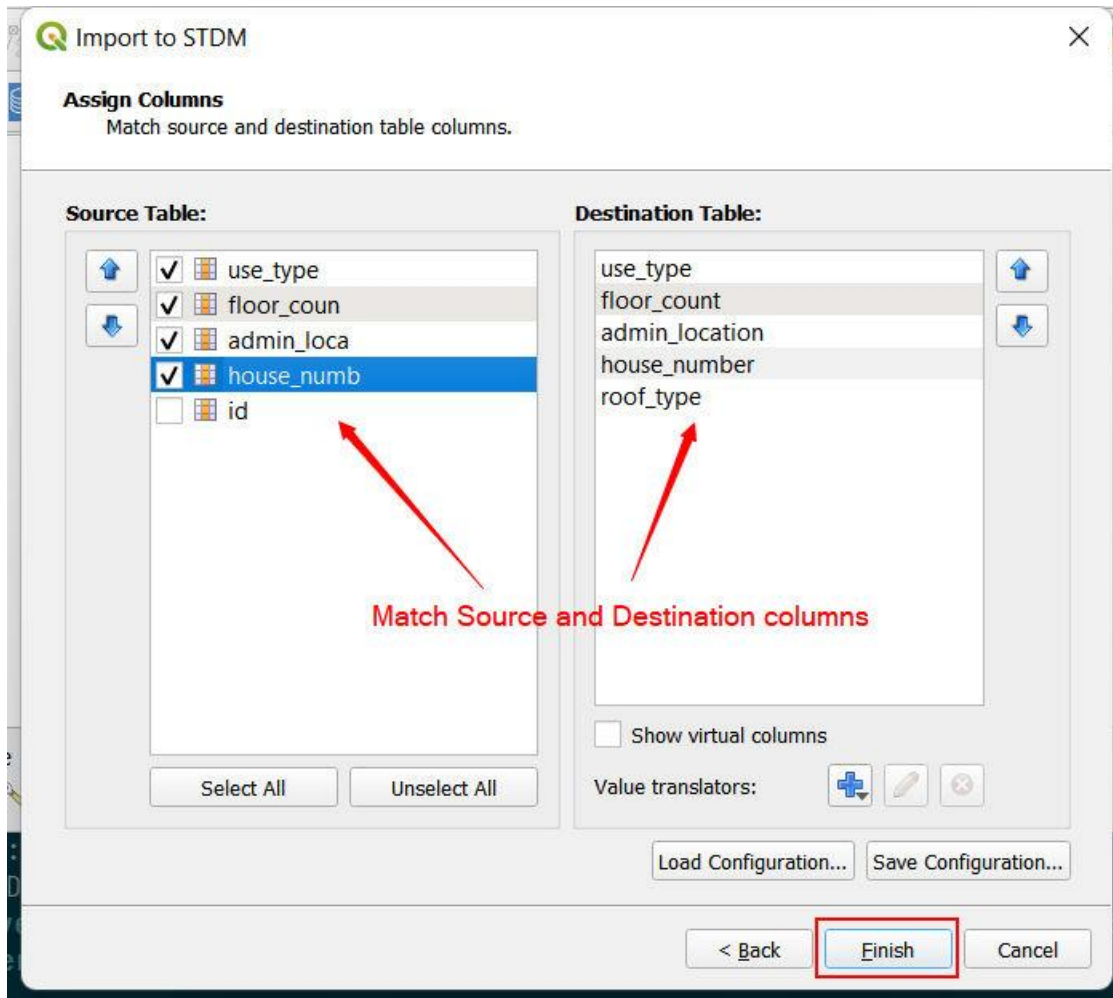 Import to STDM
Assign Columns
Match source and destination table columns.
Source Table:
use_type
floor_coun
admin_loca
house_numb
id
Select All
Unselect All
Destination Table:
use_type
floor_count
admin_location
house_number
roof_type
Match Source and Destination columns
Show virtual columns
Value translators:
Load Configuration...
Save Configuration...
< Back
Finish
Cancel